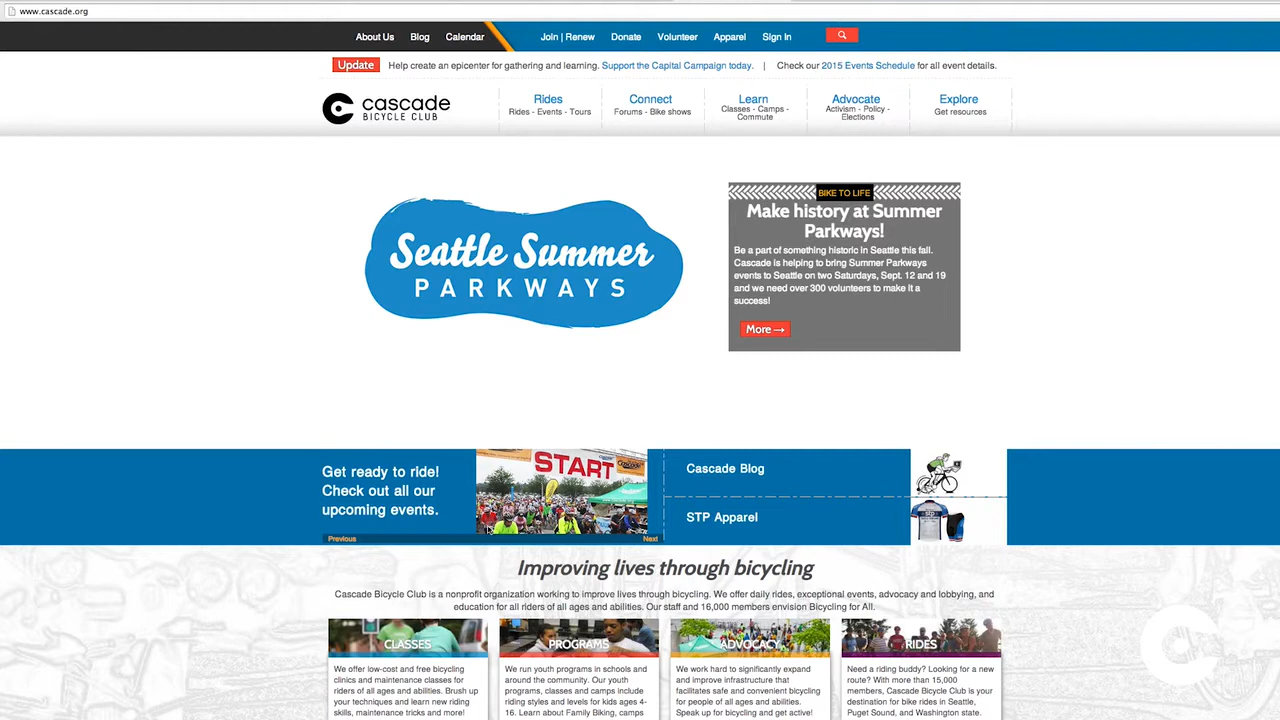 www.cascade.org
About Us Blog Calendar Join | Renew Donate Volunteer Apparel Sign In
Update Help create an epicenter for gathering and learning. Support the Capital Campaign today. | Check our 2015 Events Schedule for all event details.
cascade
BICYCLE CLUB
Rides
Rides - Events - Tours
Connect
Forums - Bike shows
Learn
Classes - Camps -
Commute
Advocate
Activism - Policy -
Elections
Explore
Get resources
Seattle Summer
PARKWAYS
BIKE TO LIFE
Make history at Summer
Parkways!
Be a part of something historic in Seattle this fall.
Cascade is helping to bring Summer Parkways
events to Seattle on two Saturdays, Sept. 12 and 19
and we need over 300 volunteers to make it a
success!
More →
Get ready to ride!
Check out all our
upcoming events.
START
Previous
Next
Cascade Blog
STP Apparel
stp
Improving lives through bicycling
Cascade Bicycle Club is a nonprofit organization working to improve lives through bicycling. We offer daily rides, exceptional events, advocacy and lobbying, and
education for all riders of all ages and abilities. Our staff and 16,000 members envision Bicycling for All.
CLASSES
We offer low-cost and free bicycling
clinics and maintenance classes for
riders of all ages and abilities. Brush up
your techniques and learn new riding
skills, maintenance tricks and more!
PROGRAMS
We run youth programs in schools and
around the community. Our youth
programs, classes and camps include
riding styles and levels for kids ages 4-
16. Learn about Family Biking, camps
ADVOCACY
We work hard to significantly expand
and improve infrastructure that
facilitates safe and convenient bicycling
for people of all ages and abilities.
Speak up for bicycling and get active!
RIDES
Need a riding buddy? Looking for a new
route? With more than 15,000
members, Cascade Bicycle Club is your
destination for bike rides in Seattle,
Puget Sound, and Washington state.